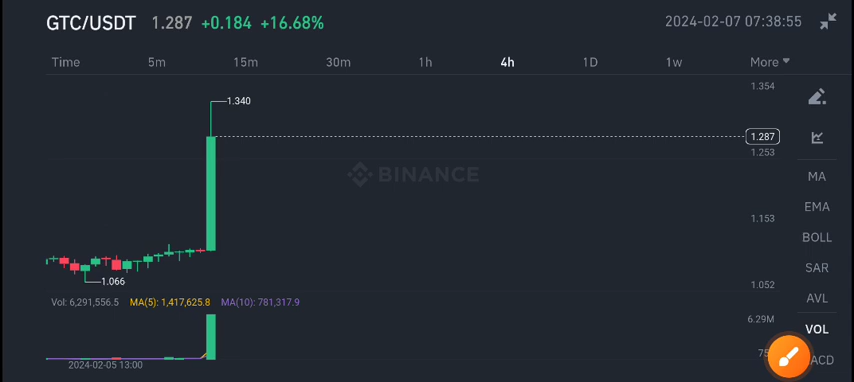 GTC/USDT 1.287 +0.184 +16.68% 2024-02-07 07:38:55
Time 5m 15m 30m 1h 4h 1D 1w More
1.354
1.340
1.287
1.253
BINANCE
MA
EMA
1.153
BOLL
SAR
1.066
1.052
AVL
Vol: 6,291,556.5 MA(5): 1,417,625.8 MA(10): 781,317.9
6.29M
VOL
75
ACD
2024-02-05 13:00